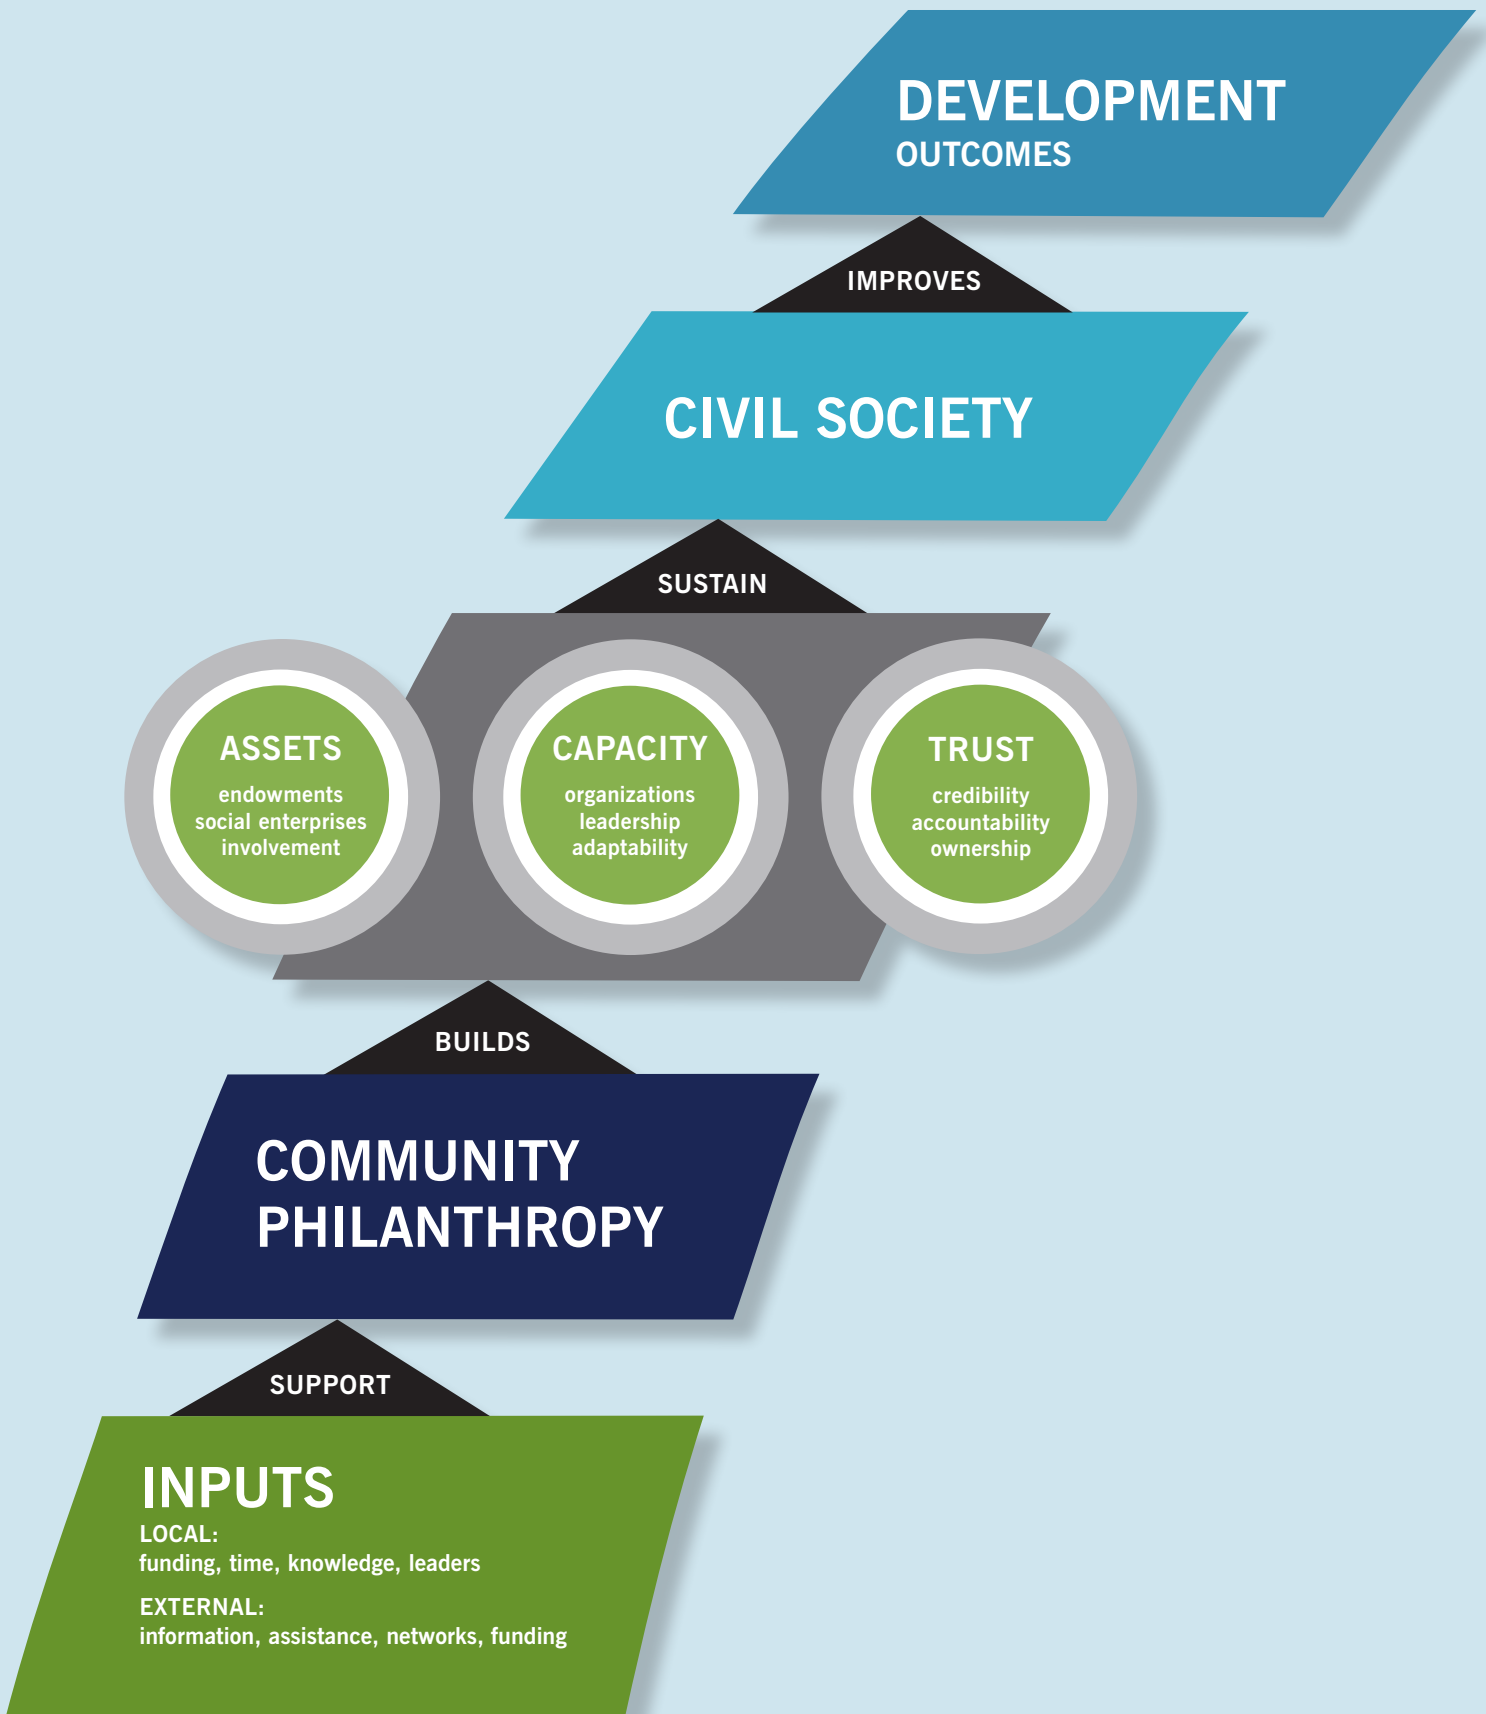 DEVELOPMENT
OUTCOMES
IMPROVES
CIVIL SOCIETY
SUSTAIN
ASSETS
endowments
social enterprises
involvement
CAPACITY
organizations
leadership
adaptability
TRUST
credibility
accountability
ownership
BUILDS
COMMUNITY
PHILANTHROPY
SUPPORT
INPUTS
LOCAL:
funding, time, knowledge, leaders
EXTERNAL:
information, assistance, networks, funding